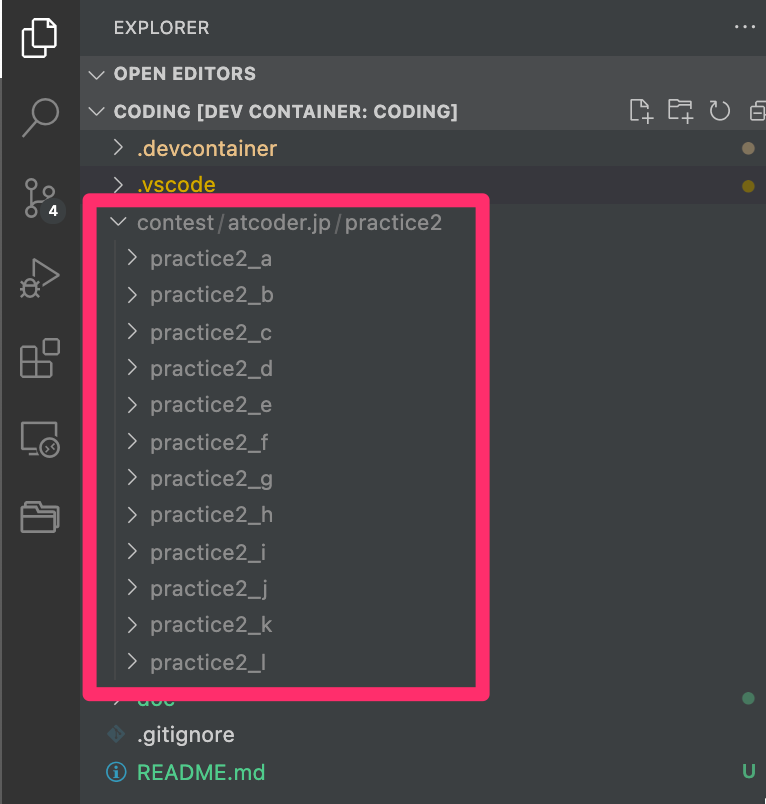 EXPLORER
OPEN EDITORS
CODING [DEV CONTAINER: CODING]
.devcontainer
.vscode
4
contest/atcoder.jp/practice2
practice2_a
practice2_b
practice2_c
practice2_d
practice2_e
practice2_f
practice2_g
practice2_h
practice2_i
practice2_j
practice2_k
practice2_l
doc
.gitignore
README.md U